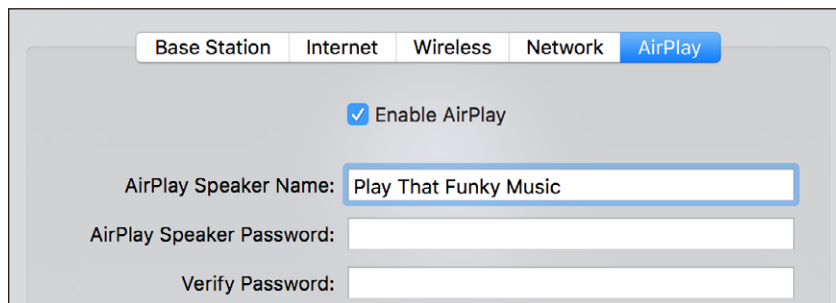 Base Station Internet Wireless Network AirPlay
Enable AirPlay
AirPlay Speaker Name: Play That Funky Music
AirPlay Speaker Password:
Verify Password: